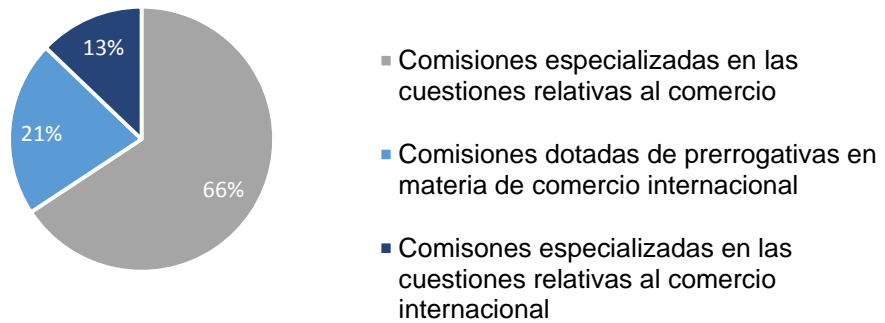 13%
21%
66%
Comisiones especializadas en las
cuestiones relativas al comercio
Comisiones dotadas de prerrogativas en
materia de comercio internacional
Comisones especializadas en las
cuestiones relativas al comercio
internacional